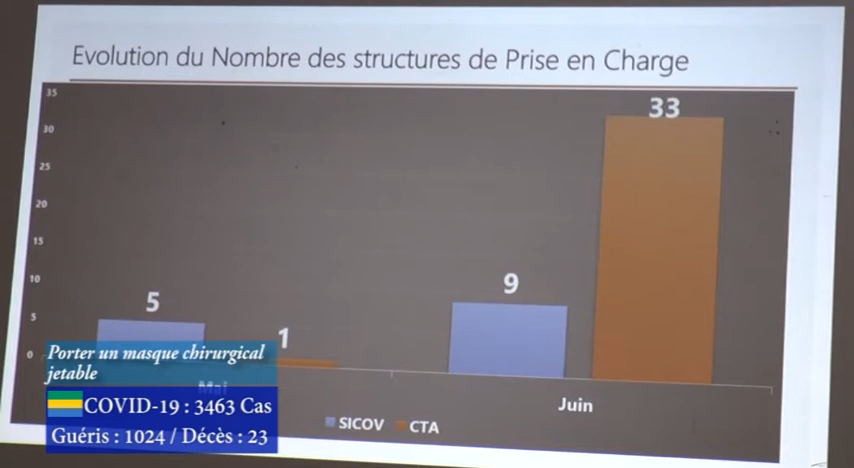 Evolution du Nombre des structures de Prise en Charge
35
30
25
20
15
10
5
0
5
1
9
33
Mai
Juin
SICOV
CTA
Porter un masque chirurgical
jetable
COVID-19 : 3463 Cas
Guéris : 1024 / Décès : 23